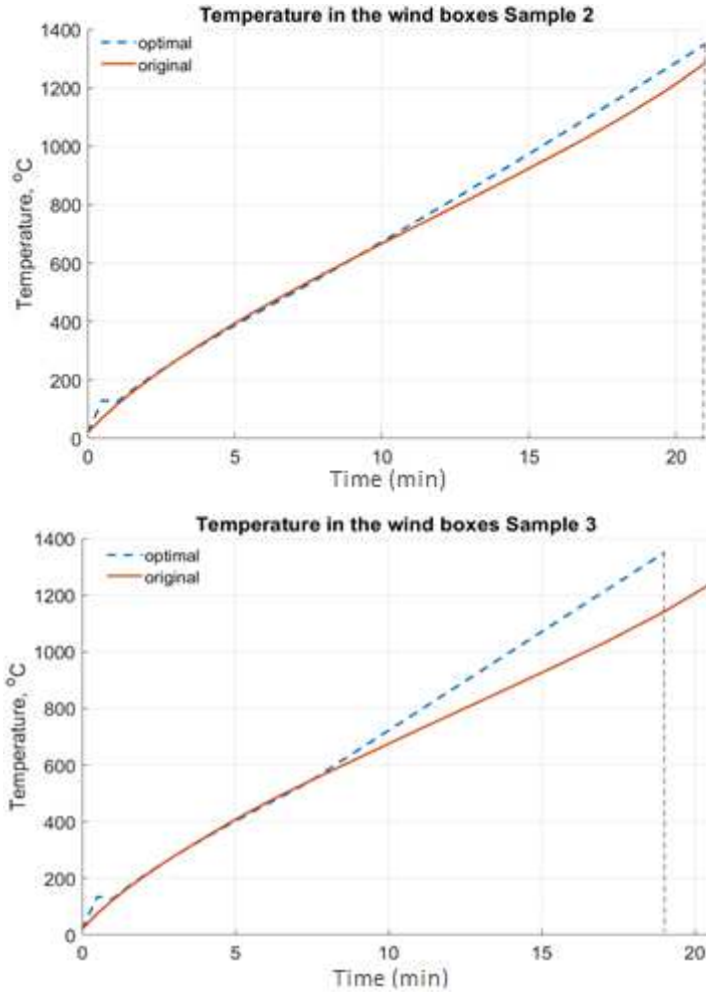 Temperature in the wind boxes Sample 2
1400
1200
1000
800
600
400
200
0
optimal
original
Temperature, °C
0 5 10 15 20
Time (min)
Temperature in the wind boxes Sample 3
1400
1200
1000
800
600
400
200
0
optimal
original
Temperature, °C
0 5 10 15 20
Time (min)